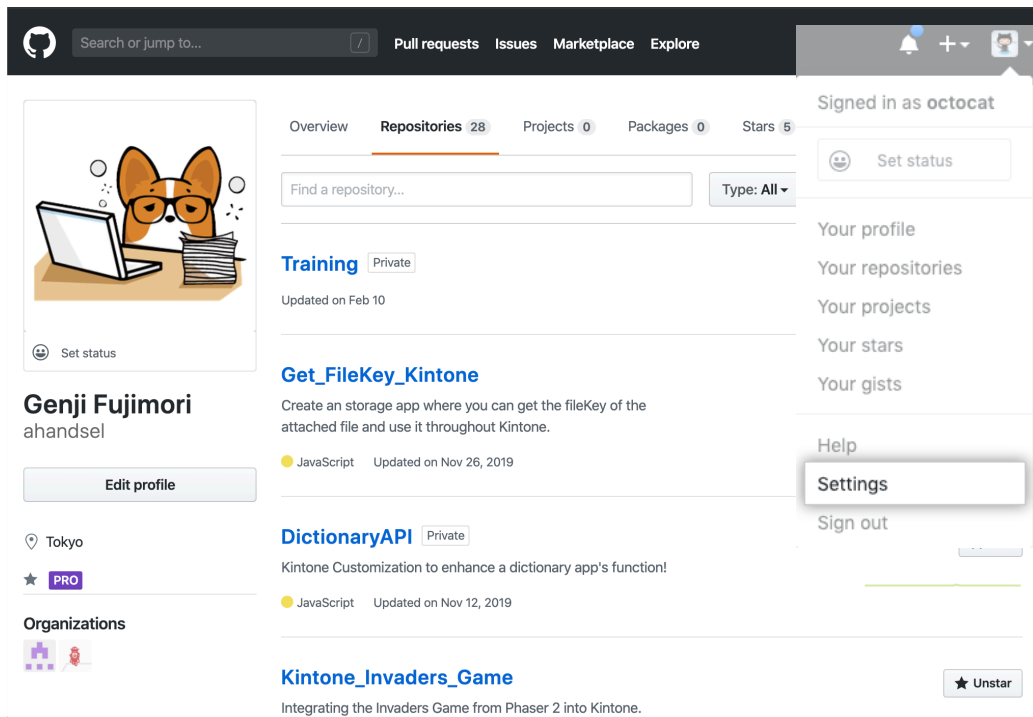 Search or jump to...
/
Pull requests Issues Marketplace Explore
Signed in as octocat
Set status
Your profile
Your repositories
Your projects
Your stars
Your gists
Help
Settings
Sign out
Overview Repositories 28 Projects 0 Packages 0 Stars 5
Find a repository...
Type: All
Set status
Genji Fujimori
ahandsel
Edit profile
Tokyo
PRO
Organizations
Training Private
Updated on Feb 10
Get_FileKey_Kintone
Create an storage app where you can get the fileKey of the
attached file and use it throughout Kintone.
JavaScript Updated on Nov 26, 2019
DictionaryAPI Private
Kintone Customization to enhance a dictionary app's function!
JavaScript Updated on Nov 12, 2019
Kintone_Invaders_Game
Unstar
Integrating the Invaders Game from Phaser 2 into Kintone.